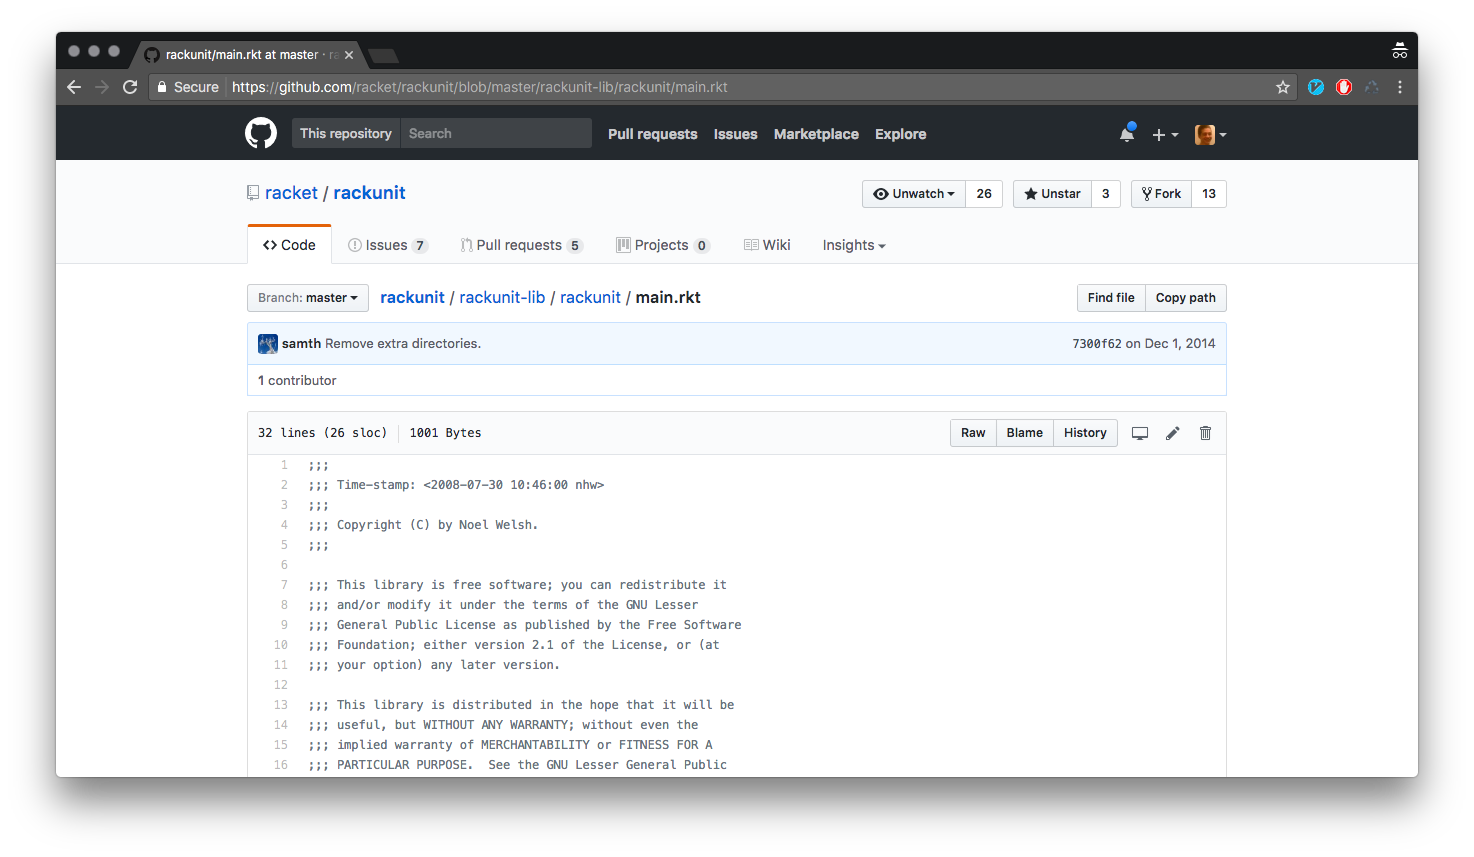 rackunit/main.rkt at master · ra
Secure https://github.com/racket/rackunit/blob/master/rackunit-lib/rackunit/main.rkt
This repository Search Pull requests Issues Marketplace Explore
racket / rackunit Unwatch 26 Unstar 3 Fork 13
Code Issues 7 Pull requests 5 Projects 0 Wiki Insights
Branch: master rackunit / rackunit-lib / rackunit / main.rkt Find file Copy path
samth Remove extra directories. 7300f62 on Dec 1, 2014
1 contributor
32 lines (26 sloc) 1001 Bytes Raw Blame History
1 ;;;
2 ;;; Time-stamp: <2008-07-30 10:46:00 nhw>
3 ;;;
4 ;;; Copyright (C) by Noel Welsh.
5 ;;;
6
7 ;;; This library is free software; you can redistribute it
8 ;;; and/or modify it under the terms of the GNU Lesser
9 ;;; General Public License as published by the Free Software
10 ;;; Foundation; either version 2.1 of the License, or (at
11 ;;; your option) any later version.
12
13 ;;; This library is distributed in the hope that it will be
14 ;;; useful, but WITHOUT ANY WARRANTY; without even the
15 ;;; implied warranty of MERCHANTABILITY or FITNESS FOR A
16 ;;; PARTICULAR PURPOSE.  See the GNU Lesser General Public